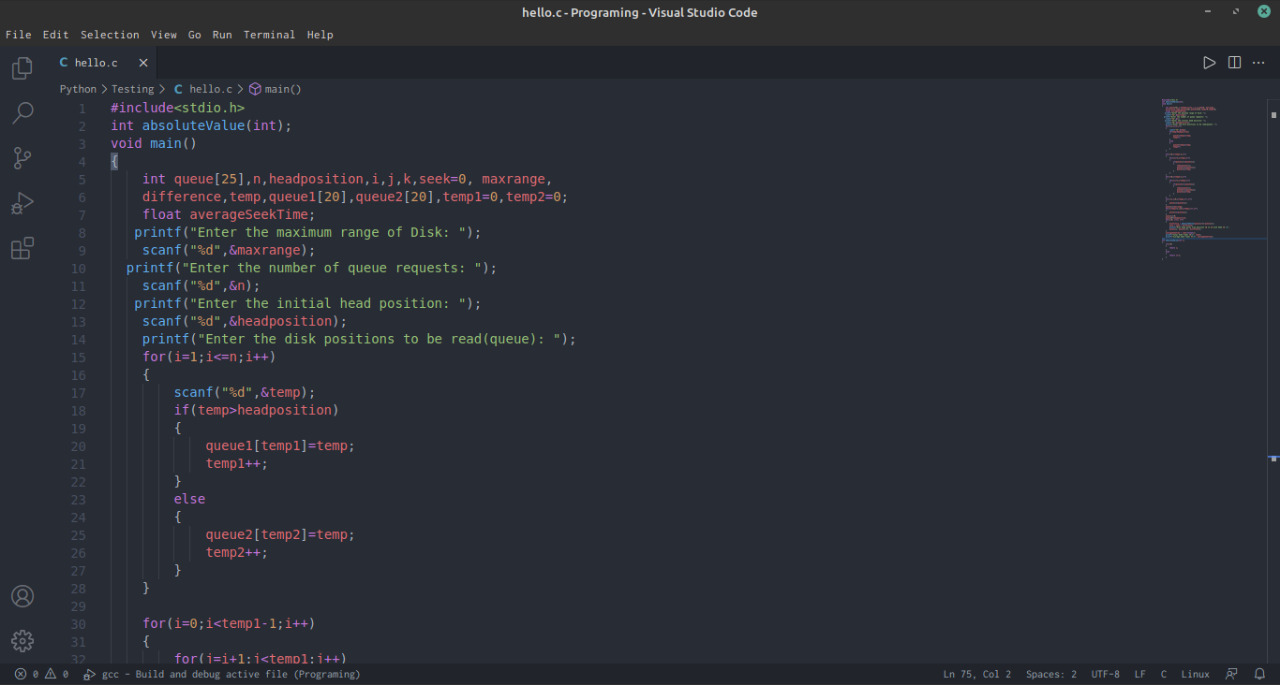 hello.c - Programing - Visual Studio Code
File Edit Selection View Go Run Terminal Help
C hello.c
Python > Testing > C hello.c > main()
1 #include<stdio.h>
2 int absoluteValue(int);
3 void main()
4 {
5 int queue[25],n,headposition,i,j,k,seek=0, maxrange,
6 difference,temp,queue1[20],queue2[20],temp1=0,temp2=0;
7 float averageSeekTime;
8 printf("Enter the maximum range of Disk: ");
9 scanf("%d",&maxrange);
10 printf("Enter the number of queue requests: ");
11 scanf("%d",&n);
12 printf("Enter the initial head position: ");
13 scanf("%d",&headposition);
14 printf("Enter the disk positions to be read(queue): ");
15 for(i=1;i<=n;i++)
16 {
17 scanf("%d",&temp);
18 if(temp>headposition)
19 {
20 queue1[temp1]=temp;
21 temp1++;
22 }
23 else
24 {
25 queue2[temp2]=temp;
26 temp2++;
27 }
28 }
29
30 for(i=0;i<temp1-1;i++)
31 {
32 for(j=i+1;j<temp1;j++)
0 0 gcc - Build and debug active file (Programing) Ln 75, Col 2 Spaces: 2 UTF-8 LF C Linux